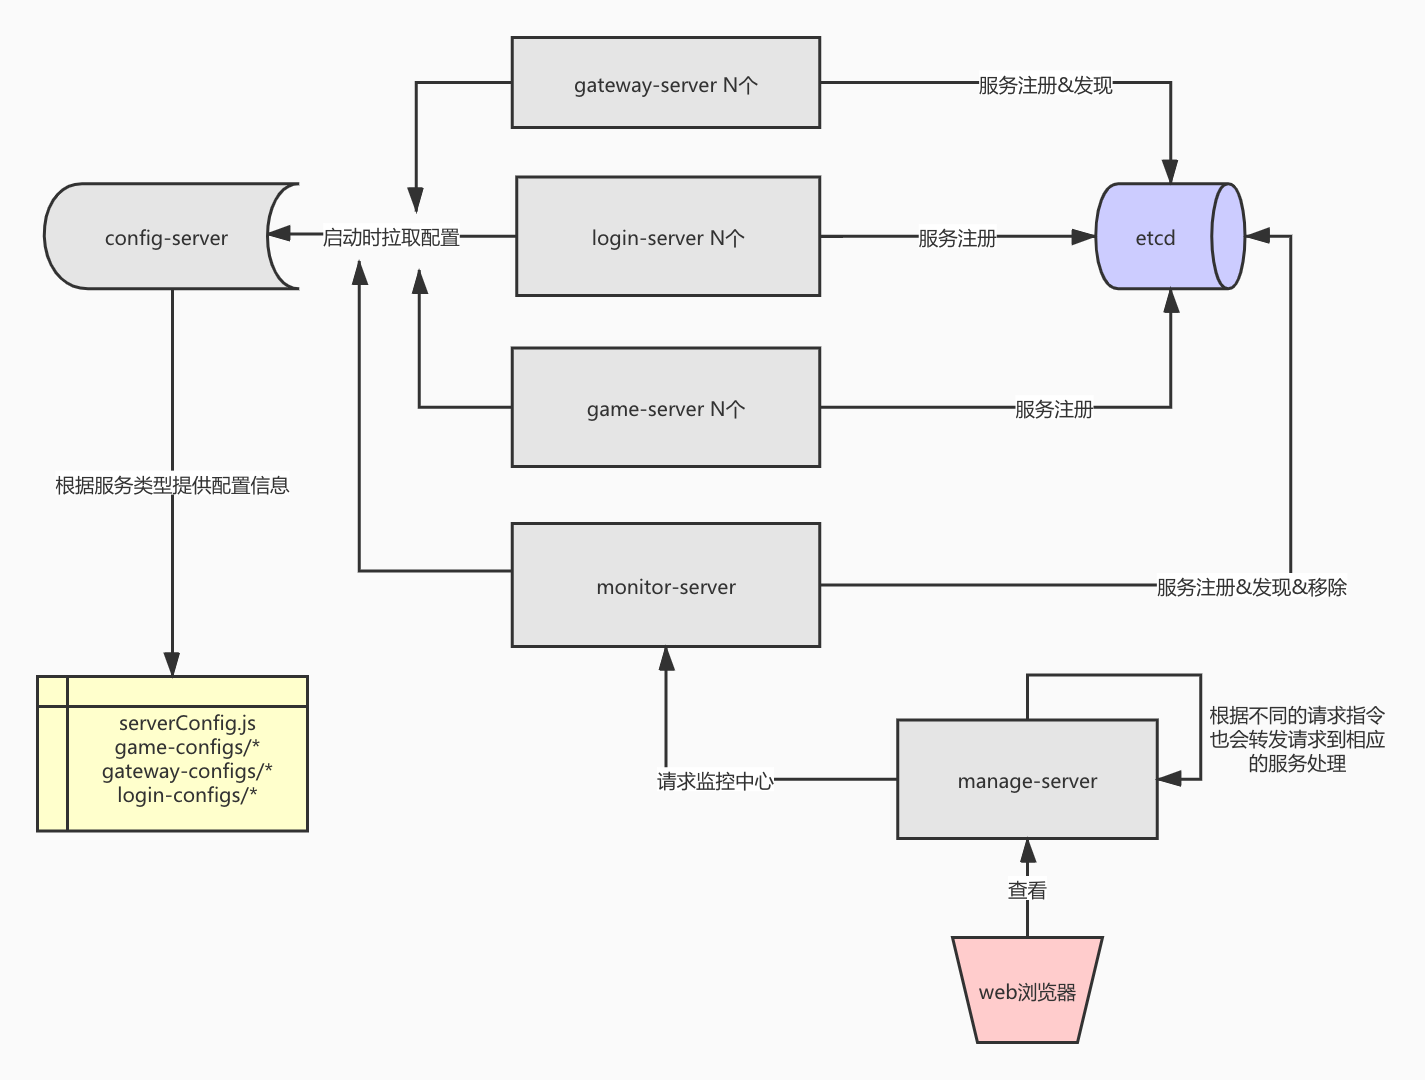 gateway-server N个
服务注册&发现
config-server
启动时拉取配置
login-server N个
服务注册
etcd
game-server N个
服务注册
根据服务类型提供配置信息
monitor-server
服务注册&发现&移除
serverConfig.js
game-configs/*
gateway-configs/*
login-configs/*
请求监控中心
manage-server
根据不同的请求指令
也会转发请求到相应
的服务处理
查看
web浏览器